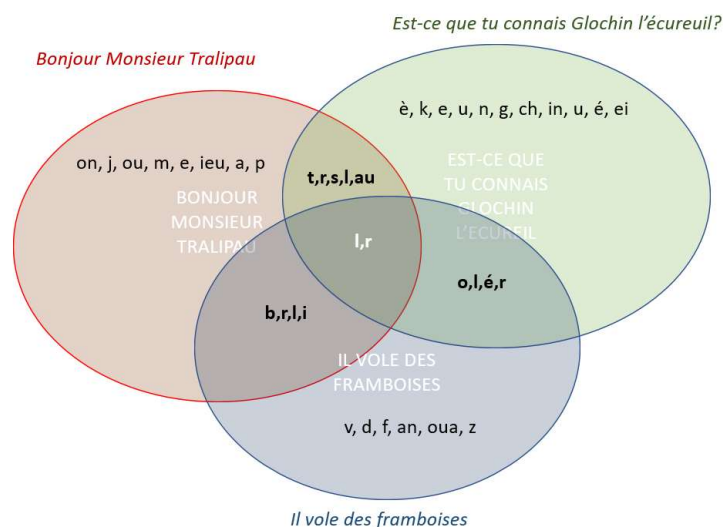 Est-ce que tu connais Glochin l'écureuil?
Bonjour Monsieur Tralipau
è, k, e, u, n, g, ch, in, u, é, ei
on, j, ou, m, e, ieu, a, p
t,r,s,l,au
EST-CE QUE
TU CONNAIS
GLOCHIN
L'ECUREIL
BONJOUR
MONSIEUR
TRALIPAU
l,r
o,l,é,r
b,r,l,i
IL VOLE DES
FRAMBOISES
v, d, f, an, oua, z
Il vole des framboises